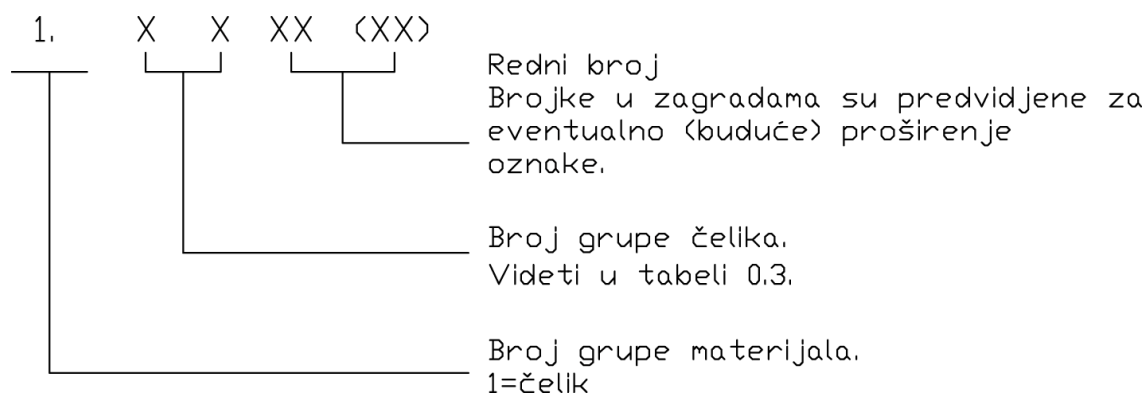 1. X X XX (XX)
Redni broj
Brojke u zagradama su predvidjene za
eventualno (buduće) proširenje
oznake.
Broj grupe čelika.
Videti u tabeli 0.3.
Broj grupe materijala.
1=čelik